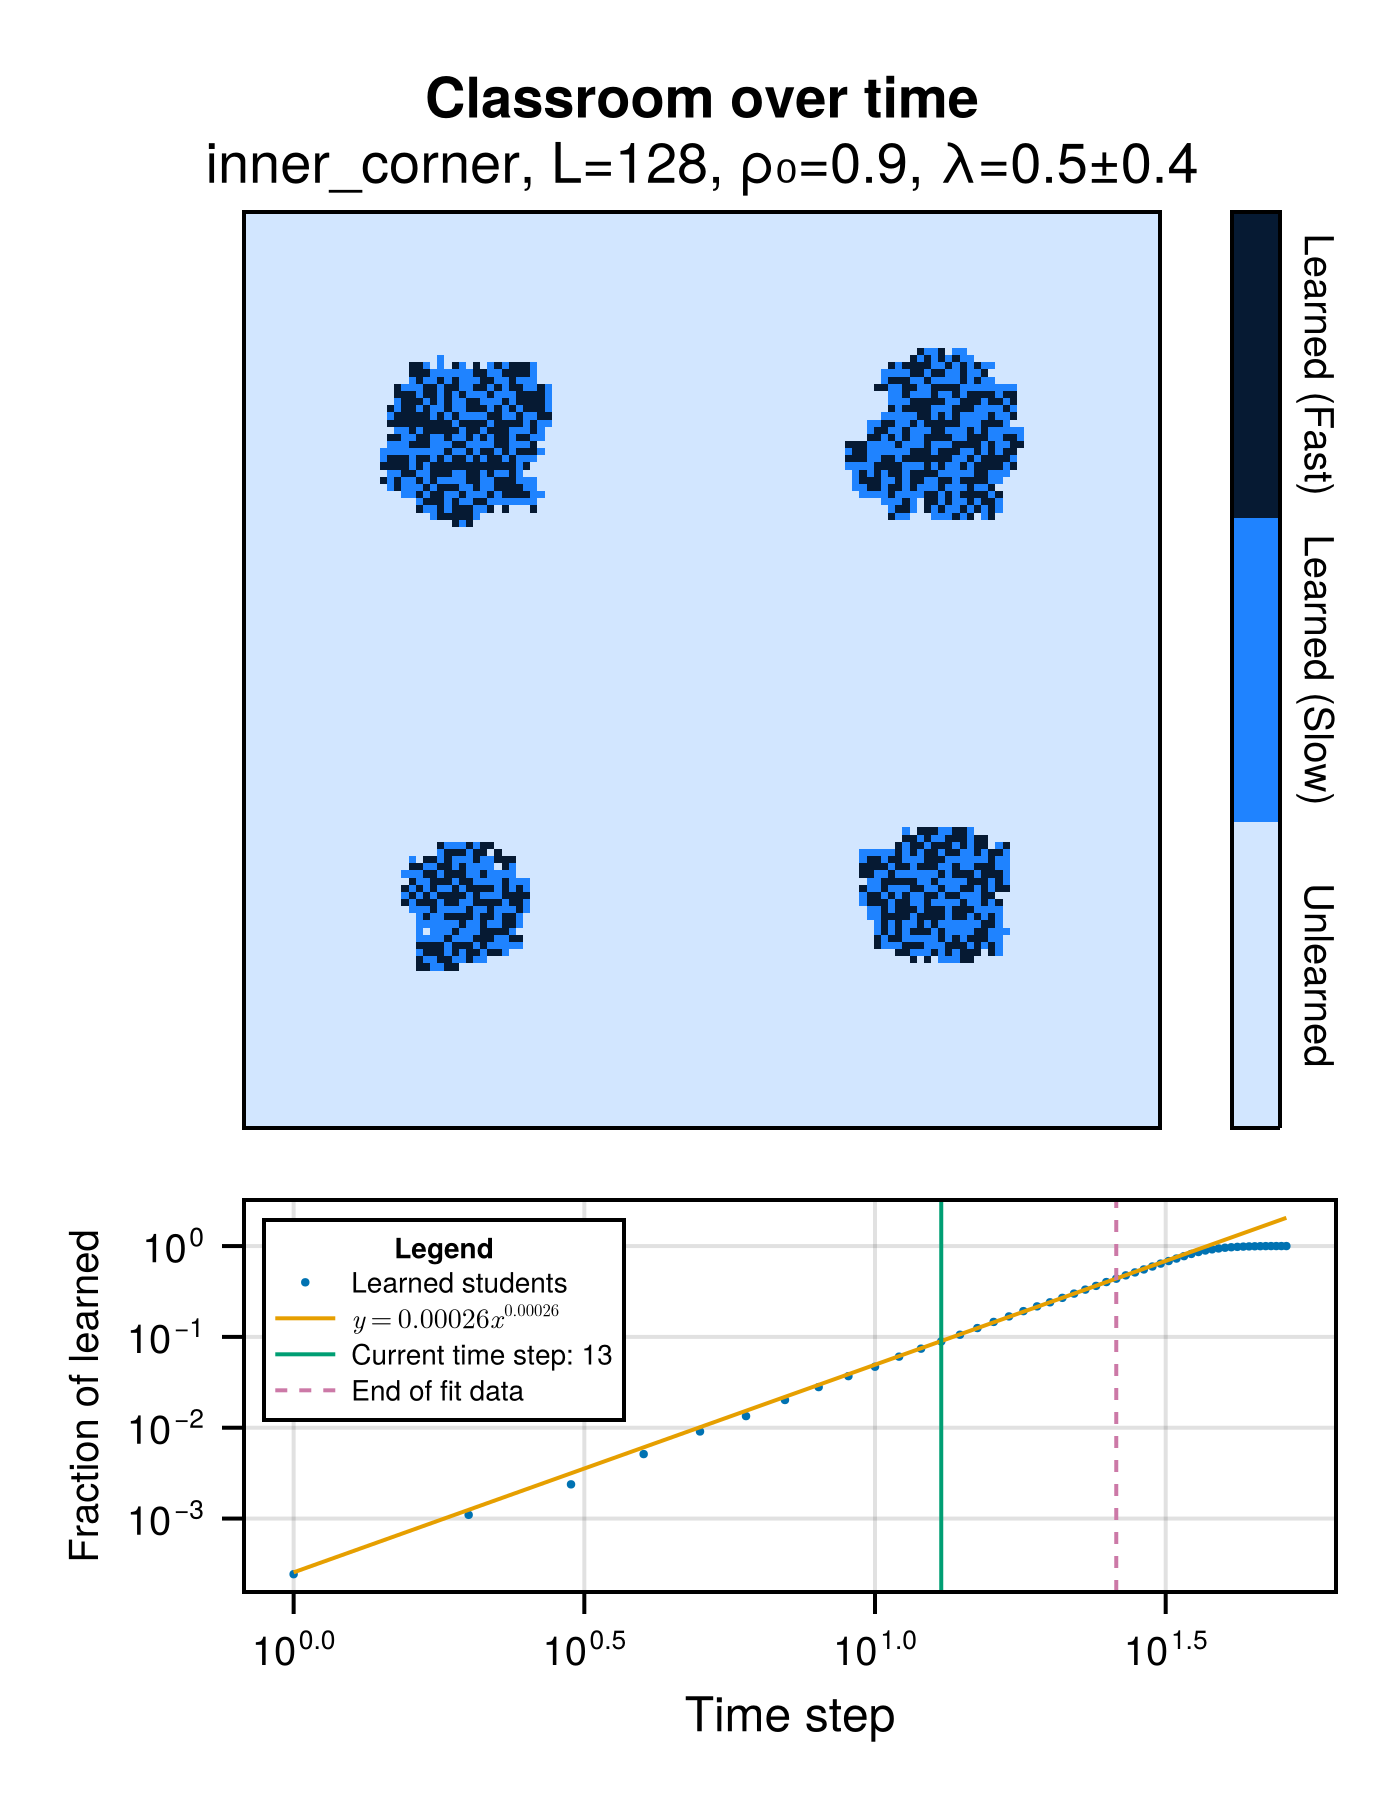 Classroom over time
inner_corner, L=128, ρ₀=0.9, λ=0.5±0.4
Learned (Fast)
Learned (Slow)
Unlearned
Fraction of learned
10⁰
10⁻¹
10⁻²
10⁻³
Legend
Learned students
y = 0.00026x^0.00026
Current time step: 13
End of fit data
10^0.0
10^0.5
10^1.0
10^1.5
Time step